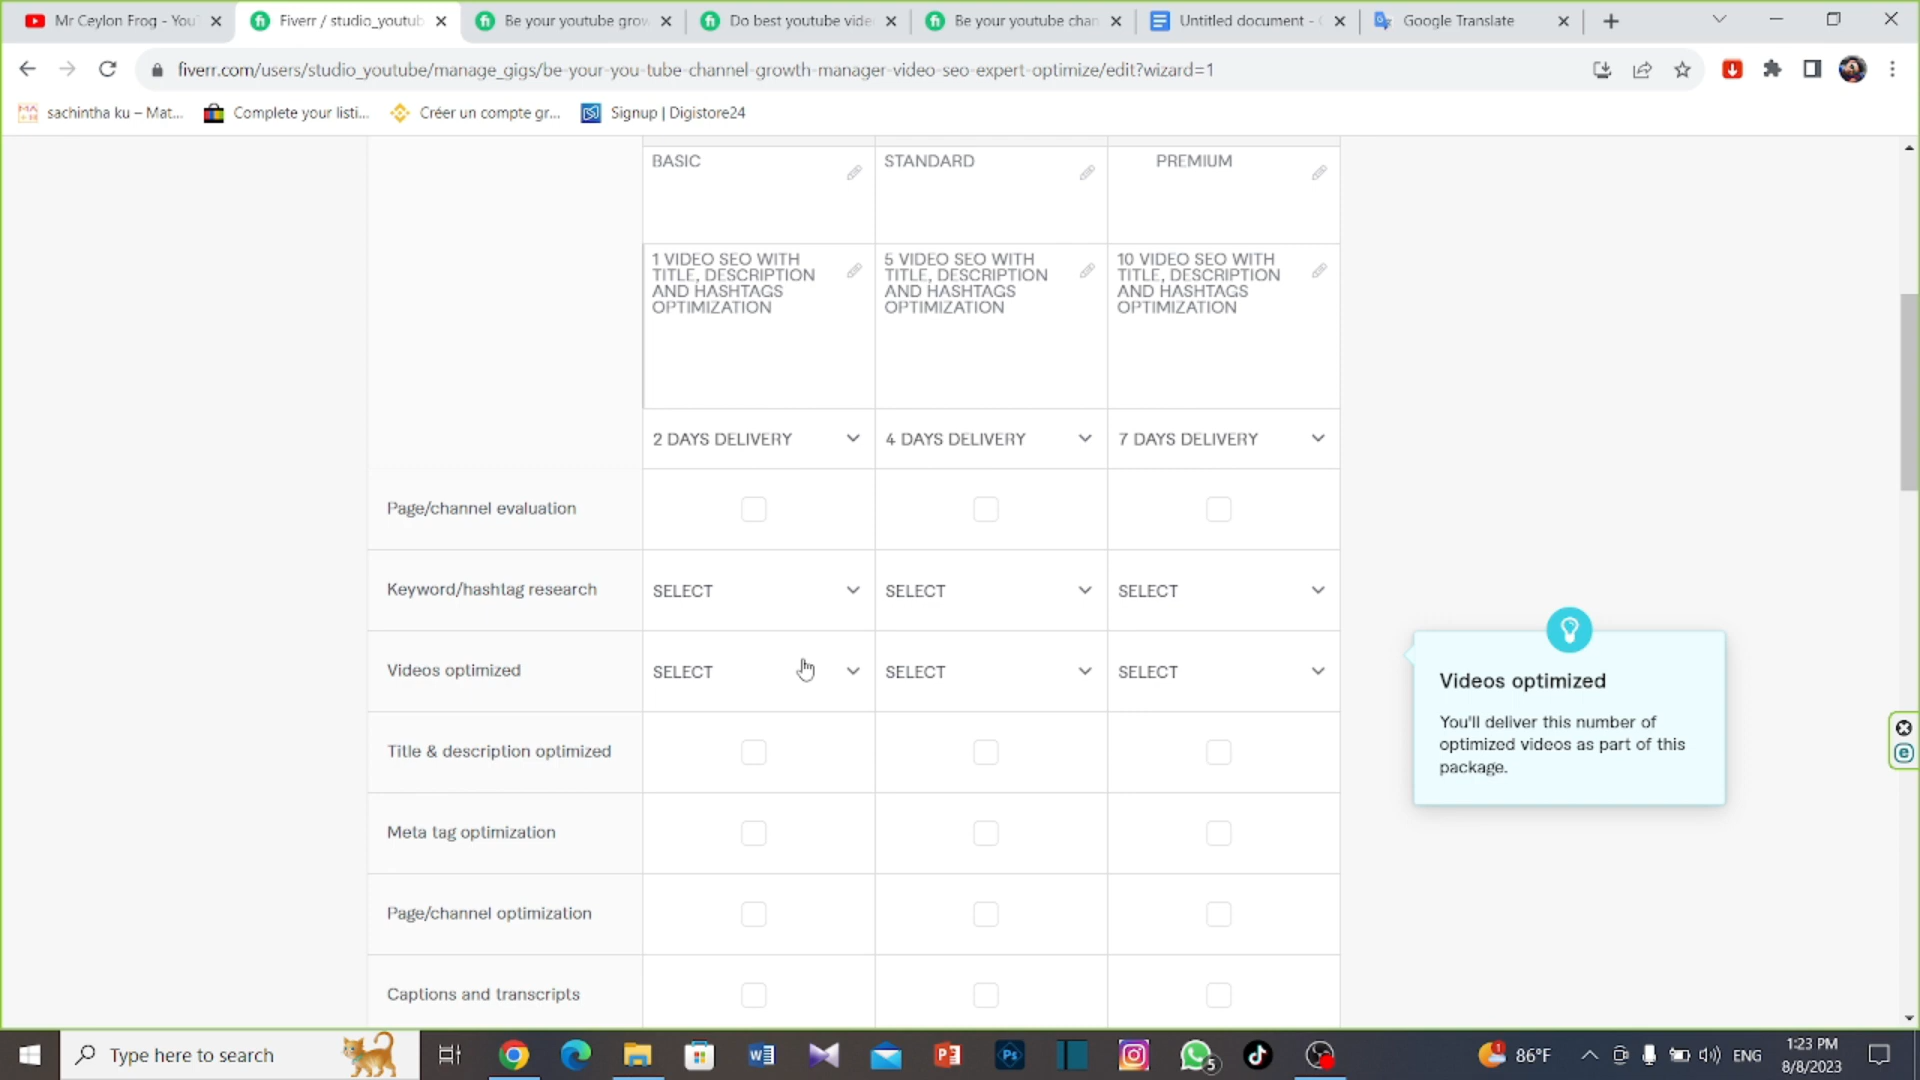 Mr Ceylon Frog - You
Fiverr / studio_youtub
Be your youtube grow
Do best youtube vide
Be your youtube chan
Untitled document -
Google Translate
fiverr.com/users/studio_youtube/manage_gigs/be-your-you-tube-channel-growth-manager-video-seo-expert-optimize/edit?wizard=1
sachintha ku – Mat...
Complete your listi...
Créer un compte gr...
Signup | Digistore24
BASIC
STANDARD
PREMIUM
1 VIDEO SEO WITH
TITLE, DESCRIPTION
AND HASHTAGS
OPTIMIZATION
5 VIDEO SEO WITH
TITLE, DESCRIPTION
AND HASHTAGS
OPTIMIZATION
10 VIDEO SEO WITH
TITLE, DESCRIPTION
AND HASHTAGS
OPTIMIZATION
2 DAYS DELIVERY
4 DAYS DELIVERY
7 DAYS DELIVERY
Page/channel evaluation
Keyword/hashtag research
SELECT
SELECT
SELECT
Videos optimized
SELECT
SELECT
SELECT
Videos optimized
You'll deliver this number of
optimized videos as part of this
package.
Title & description optimized
Meta tag optimization
Page/channel optimization
Captions and transcripts
Type here to search
5
1
86°F
ENG
1:23 PM
8/8/2023